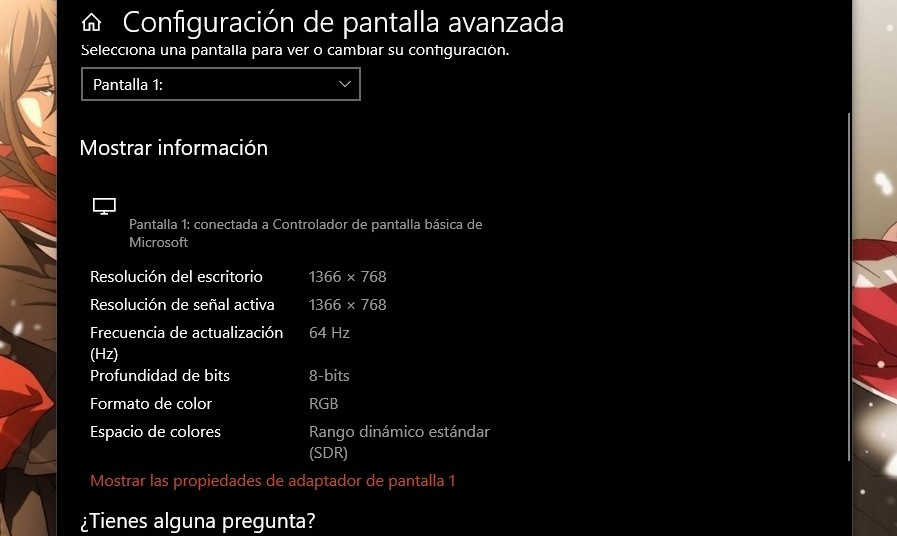 Configuración de pantalla avanzada
Selecciona una pantalla para ver o cambiar su configuración.
Pantalla 1:
Mostrar información
Pantalla 1: conectada a Controlador de pantalla básica de
Microsoft
Resolución del escritorio 1366 × 768
Resolución de señal activa 1366 × 768
Frecuencia de actualización 64 Hz
(Hz)
Profundidad de bits 8-bits
Formato de color RGB
Espacio de colores Rango dinámico estándar
(SDR)
Mostrar las propiedades de adaptador de pantalla 1
¿Tienes alguna pregunta?